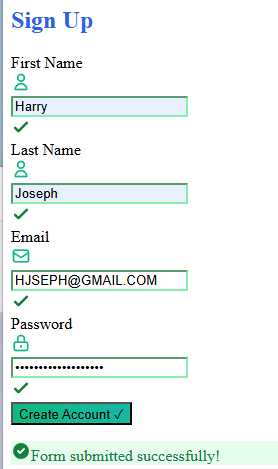 Sign Up
First Name
Harry
Last Name
Joseph
Email
HJSEPH@GMAIL.COM
Password
•••••••••••••••••••
Create Account ✓
Form submitted successfully!